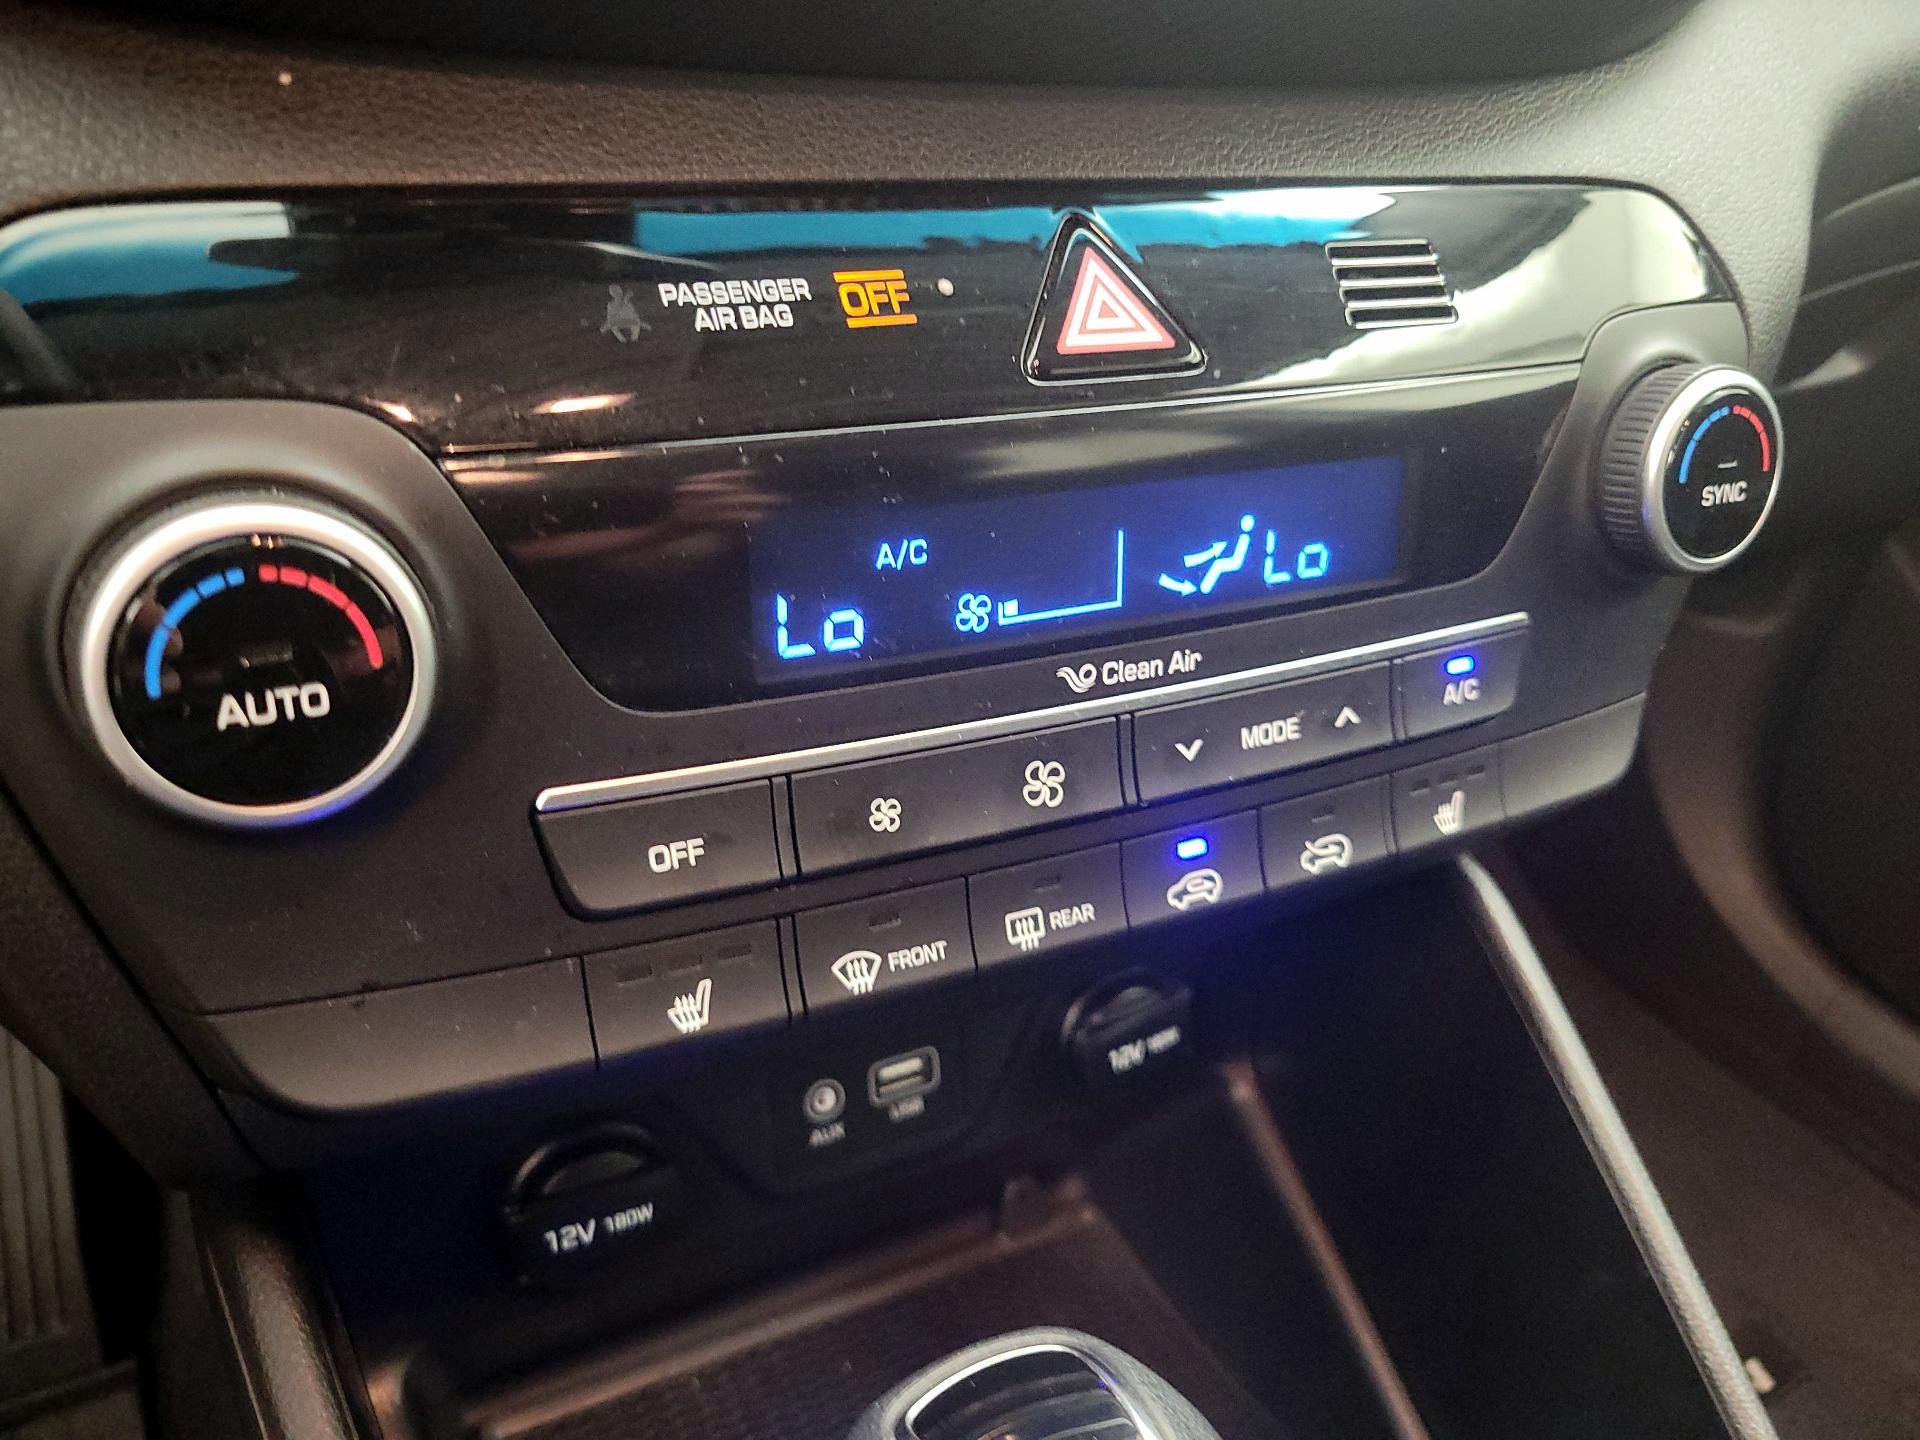 PASSENGER
AIR BAG
OFF
SYNC
A/C
Lo
Lo
AUTO
Clean Air
A/C
MODE
OFF
REAR
FRONT
12V 180W
AUX
USB
12V 180W